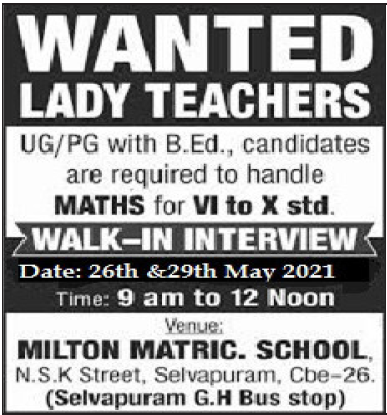 WANTED
LADY TEACHERS
UG/PG with B.Ed., candidates
are required to handle
MATHS for VI to X std.
WALK-IN INTERVIEW
Date: 26th &29th May 2021
Time: 9 am to 12 Noon
Venue:
MILTON MATRIC. SCHOOL,
N.S.K Street, Selvapuram, Cbe-26.
(Selvapuram G.H Bus stop)